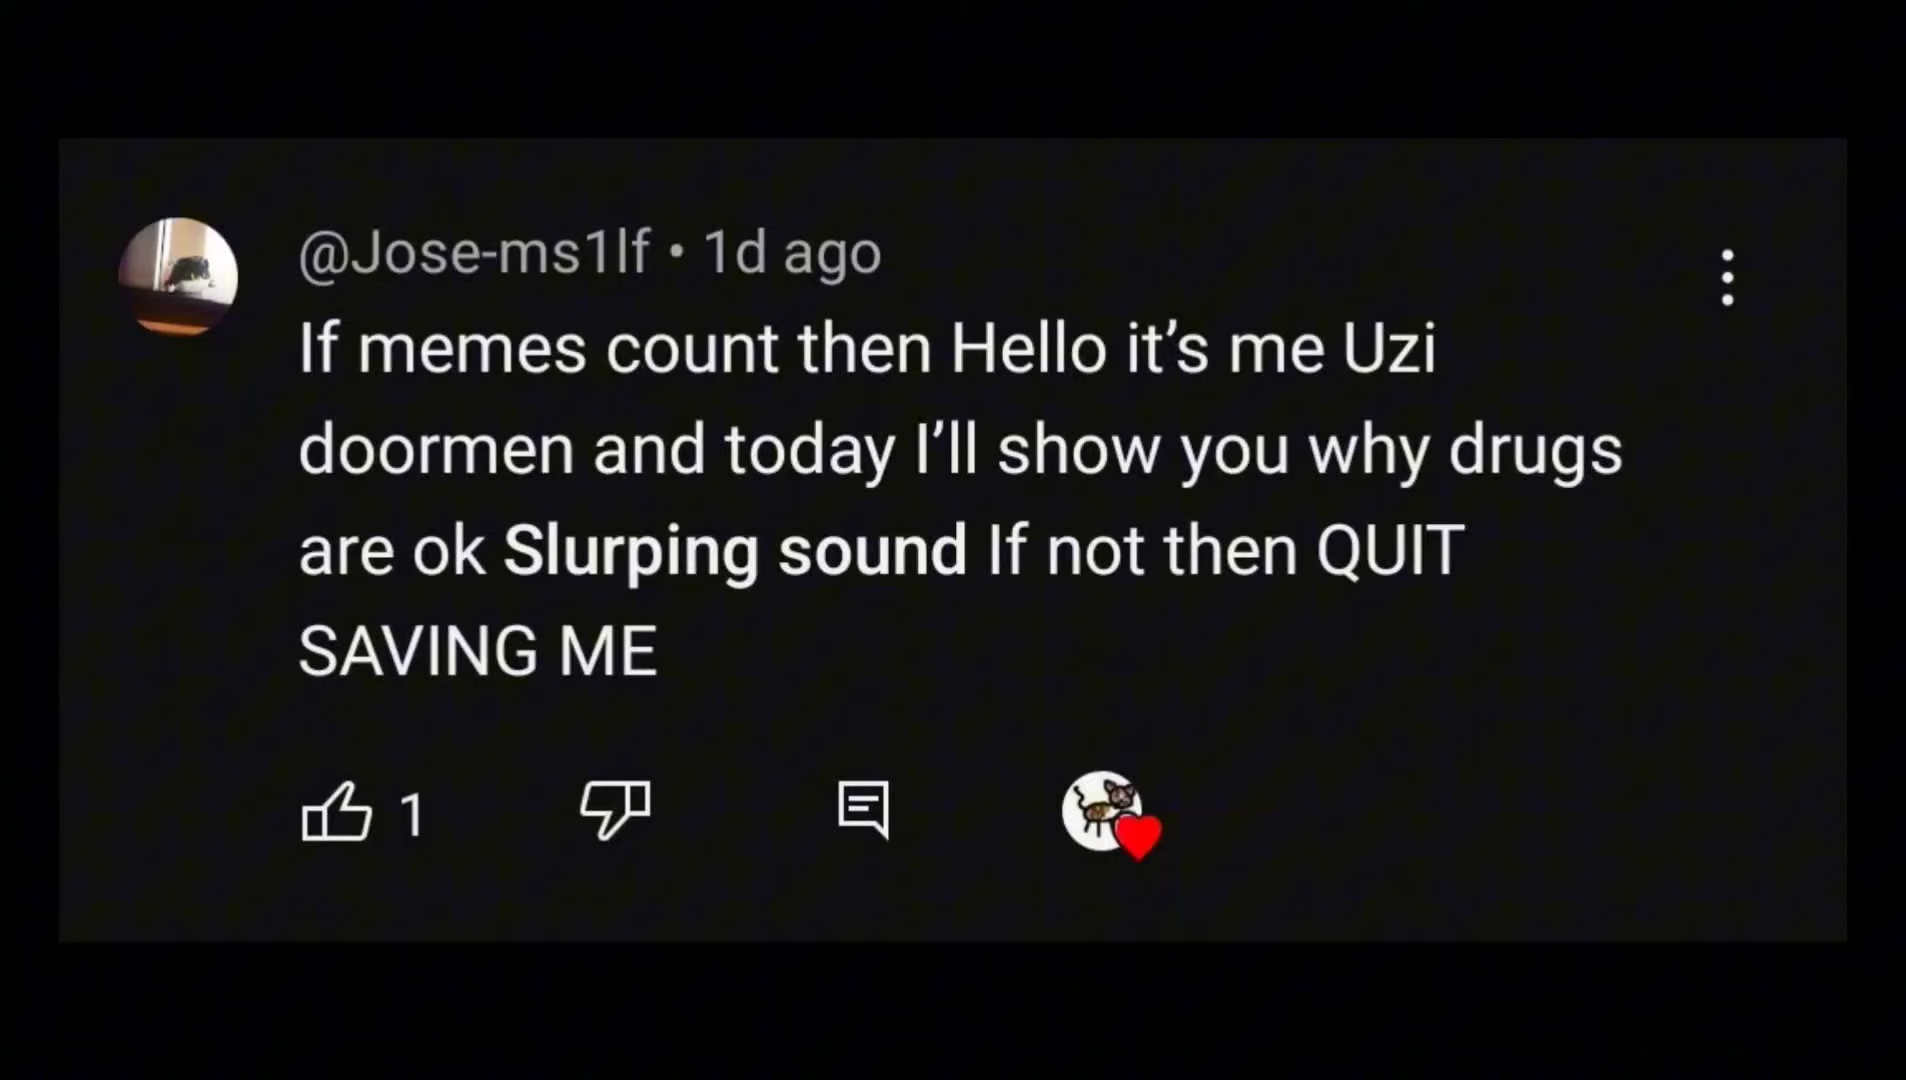 @Jose-ms1lf • 1d ago
If memes count then Hello it’s me Uzi
doormen and today I’ll show you why drugs
are ok Slurping sound If not then QUIT
SAVING ME
1